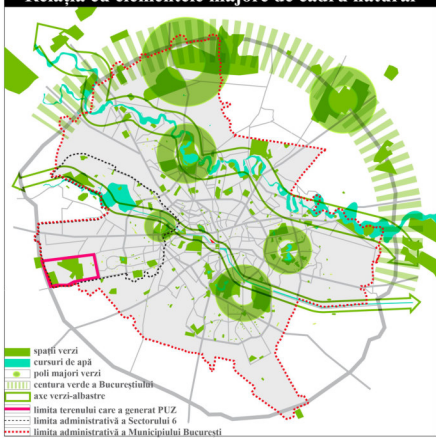 Relația cu elementele majore de cadru natural
spații verzi
cursuri de apă
poli majori verzi
centura verde a Bucureștiului
axe verzi-albastre
limita terenului care a generat PUZ
limita administrativă a Sectorului 6
limita administrativă a Municipiului București